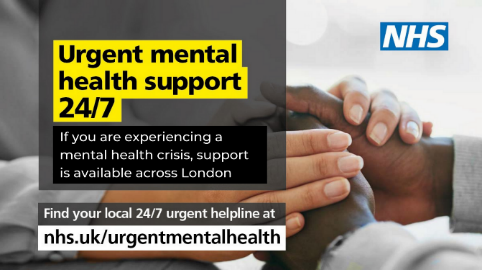 NHS
Urgent mental
health support
24/7
If you are experiencing a
mental health crisis, support
is available across London
Find your local 24/7 urgent helpline at
nhs.uk/urgentmentalhealth